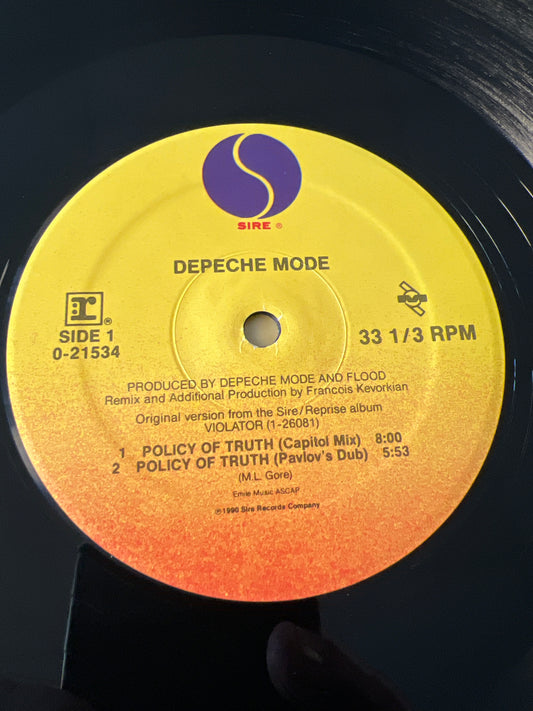 SIRE ®
DEPECHE MODE
r ®
SIDE 1
0-21534
33 1/3 RPM
PRODUCED BY DEPECHE MODE AND FLOOD
Remix and Additional Production by Francois Kevorkian
Original version from the Sire/Reprise album
VIOLATOR (1-26081)
1 POLICY OF TRUTH (Capitol Mix) 8:00
2 POLICY OF TRUTH (Pavlov's Dub) 5:53
(M.L. Gore)
Emile Music ASCAP
℗1990 Sire Records Company